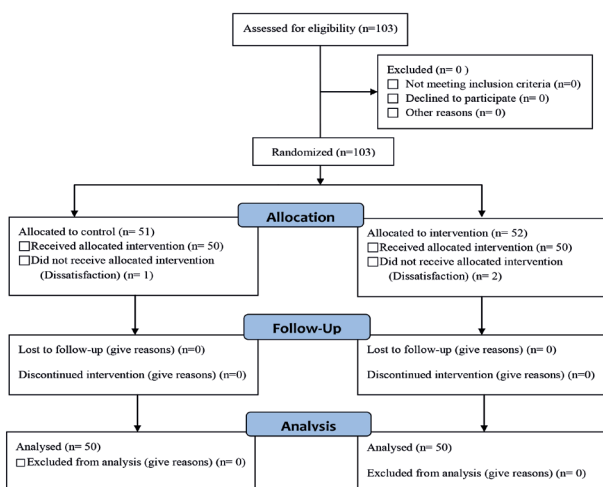 Assessed for eligibility (n=103)
Excluded (n= 0 )
☐ Not meeting inclusion criteria (n=0)
☐ Declined to participate (n= 0)
☐ Other reasons (n= 0)
Randomized (n=103)
Allocation
Allocated to control (n= 51)
☐Received allocated intervention (n= 50)
☐Did not receive allocated intervention
(Dissatisfaction) (n= 1)
Allocated to intervention (n= 52)
☐Received allocated intervention (n= 50)
☐Did not receive allocated intervention
(Dissatisfaction) (n= 2)
Follow-Up
Lost to follow-up (give reasons) (n=0)
Discontinued intervention (give reasons) (n=0)
Lost to follow-up (give reasons) (n= 0)
Discontinued intervention (give reasons) (n=0)
Analysis
Analysed (n= 50)
☐Excluded from analysis (give reasons) (n= 0)
Analysed (n= 50)
Excluded from analysis (give reasons) (n= 0)